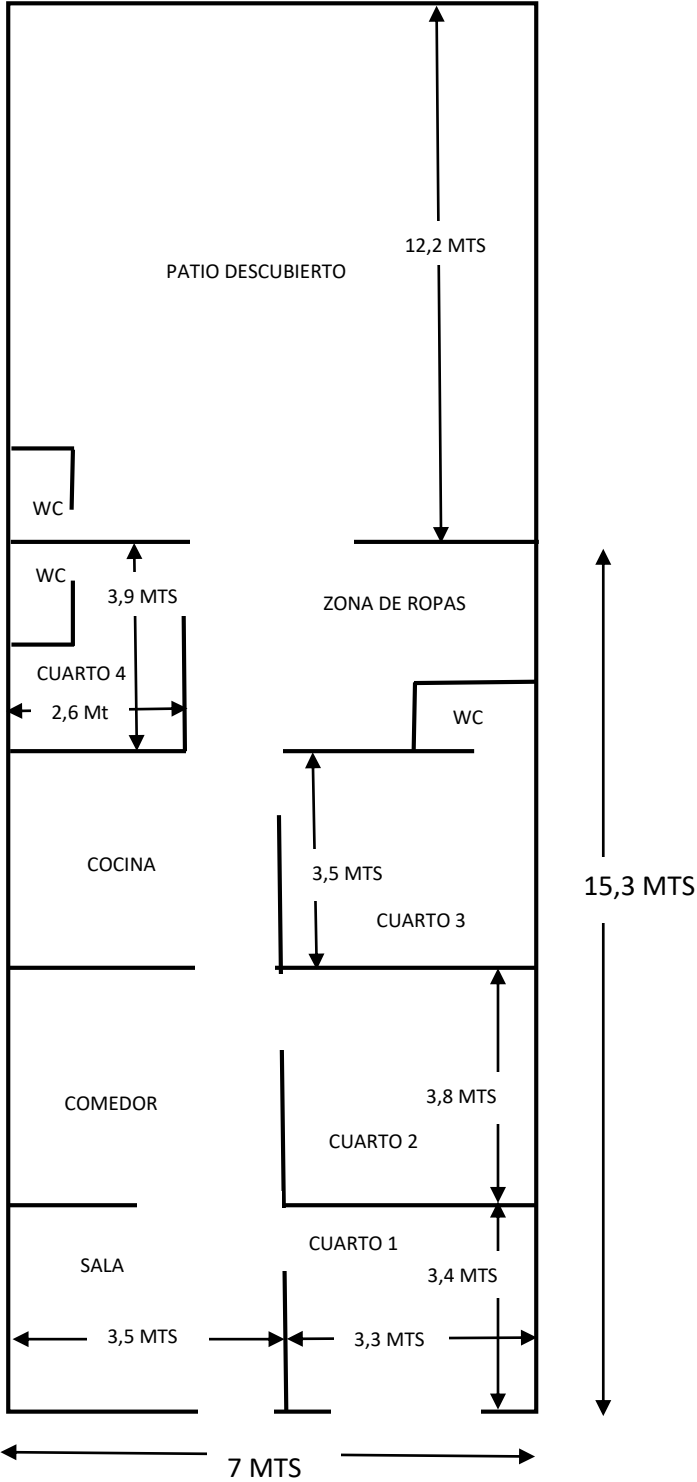 12,2 MTS
PATIO DESCUBIERTO
WC
WC
3,9 MTS
ZONA DE ROPAS
CUARTO 4
2,6 Mt
WC
COCINA
3,5 MTS
15,3 MTS
CUARTO 3
COMEDOR
3,8 MTS
CUARTO 2
CUARTO 1
SALA
3,4 MTS
3,5 MTS
3,3 MTS
7 MTS